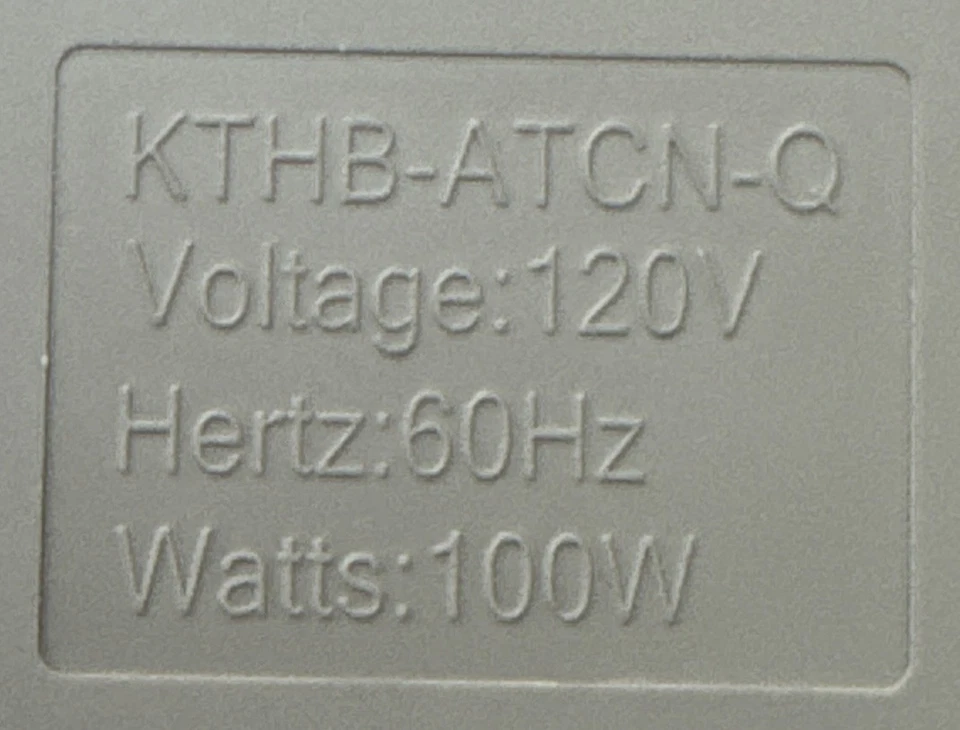 KTHB-ATCN-Q
Voltage:120V
Hertz:60Hz
Watts:100W